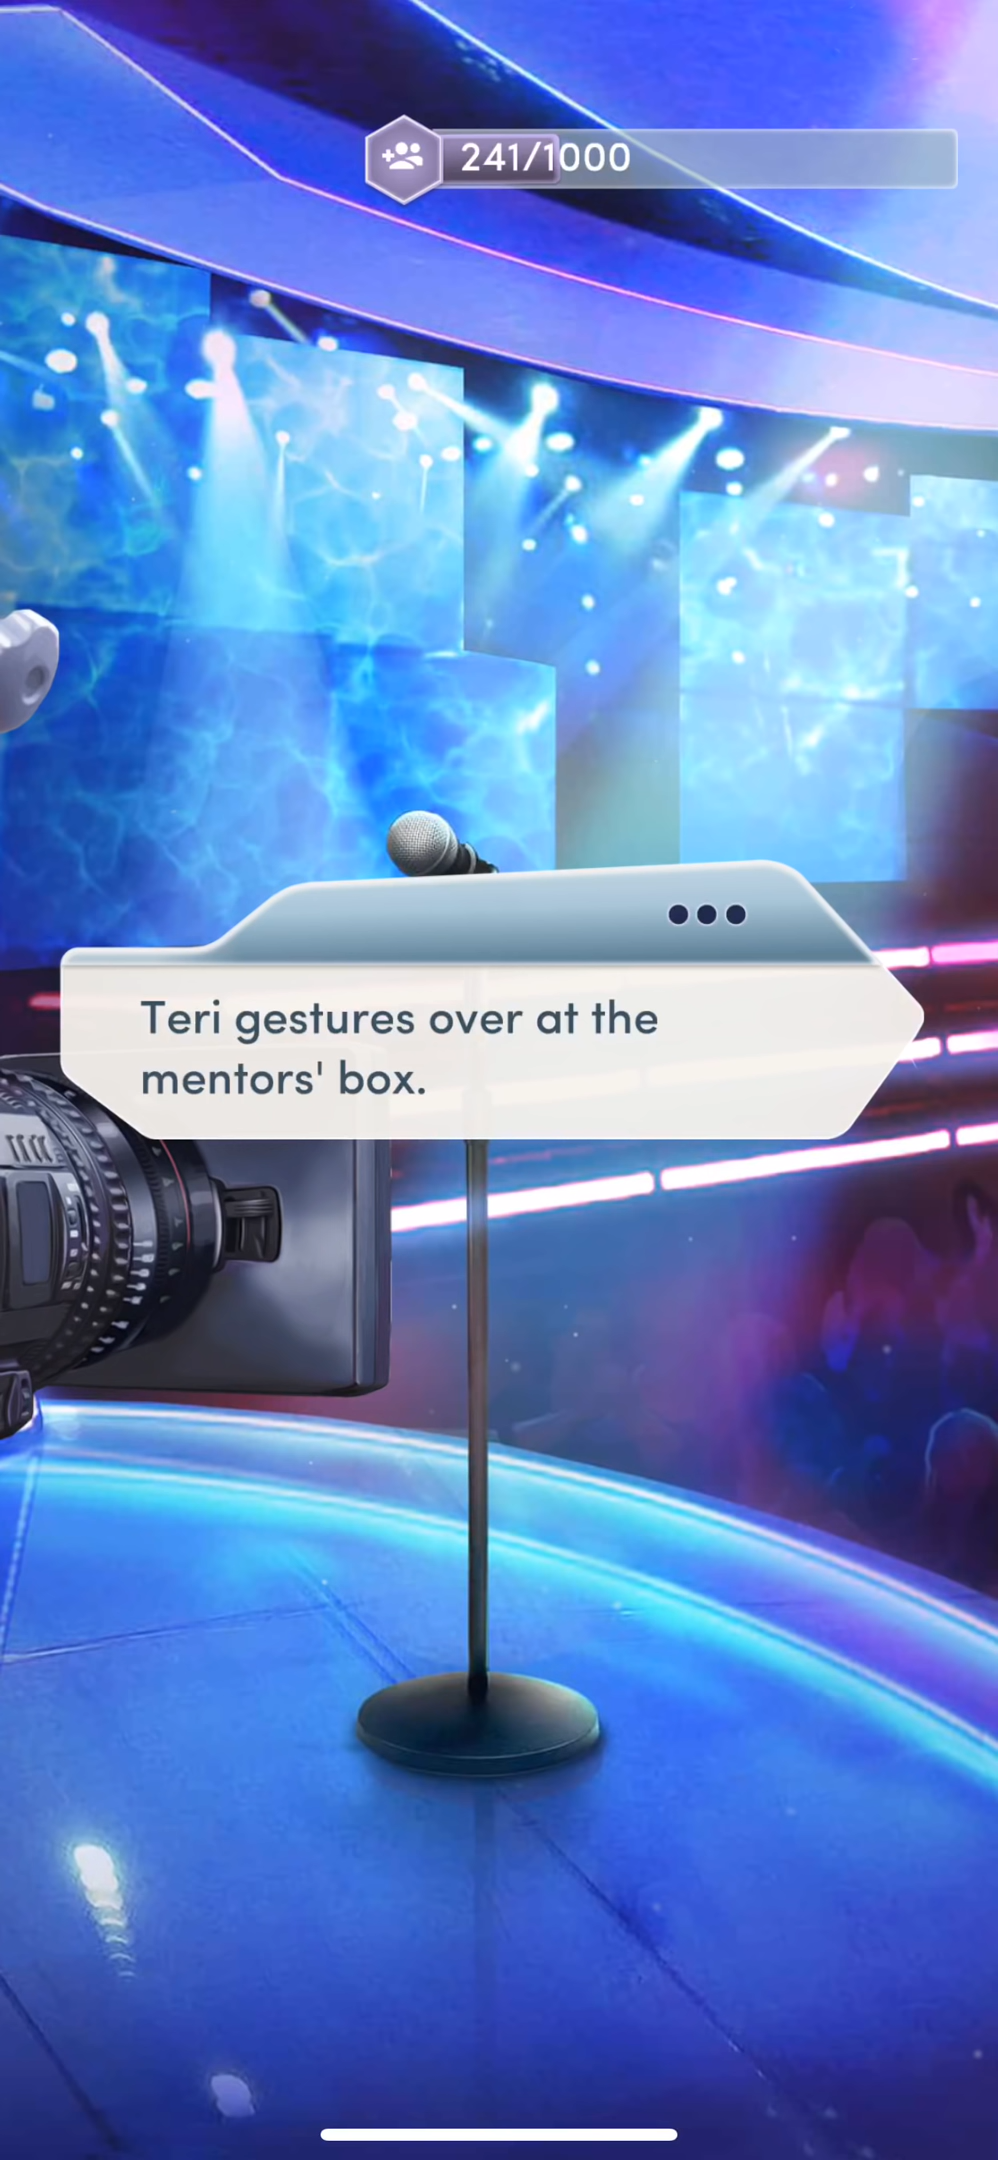 241/1000
Teri gestures over at the
mentors' box.